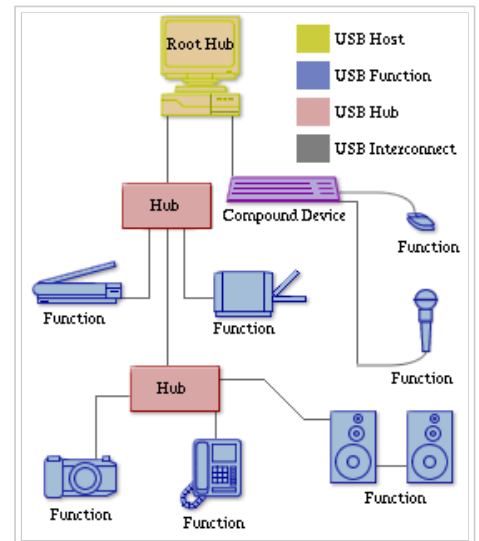 Root Hub
USB Host
USB Function
USB Hub
USB Interconnect
Hub
Compound Device
Function
Function
Function
Function
Hub
Function
Function
Function